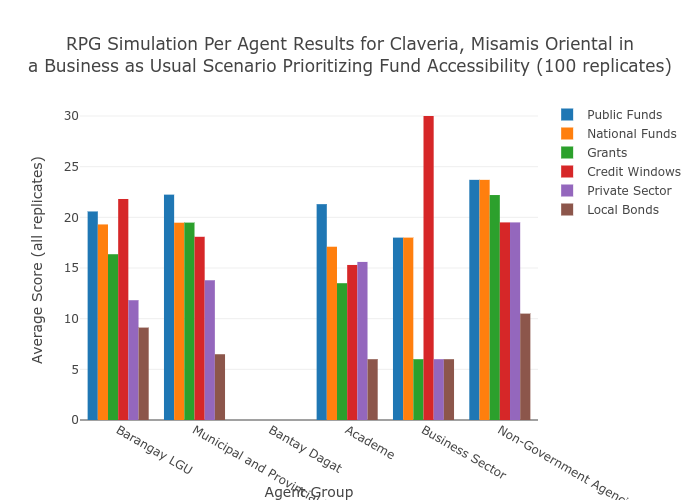 RPG Simulation Per Agent Results for Claveria, Misamis Oriental in
a Business as Usual Scenario Prioritizing Fund Accessibility (100 replicates)
Public Funds
National Funds
Grants
Credit Windows
Private Sector
Local Bonds
Average Score (all replicates)
30
25
20
15
10
5
0
Barangay LGU
Municipal and
Bantay Dagat
Academe
Business Sector
Non-Government
Agent Group